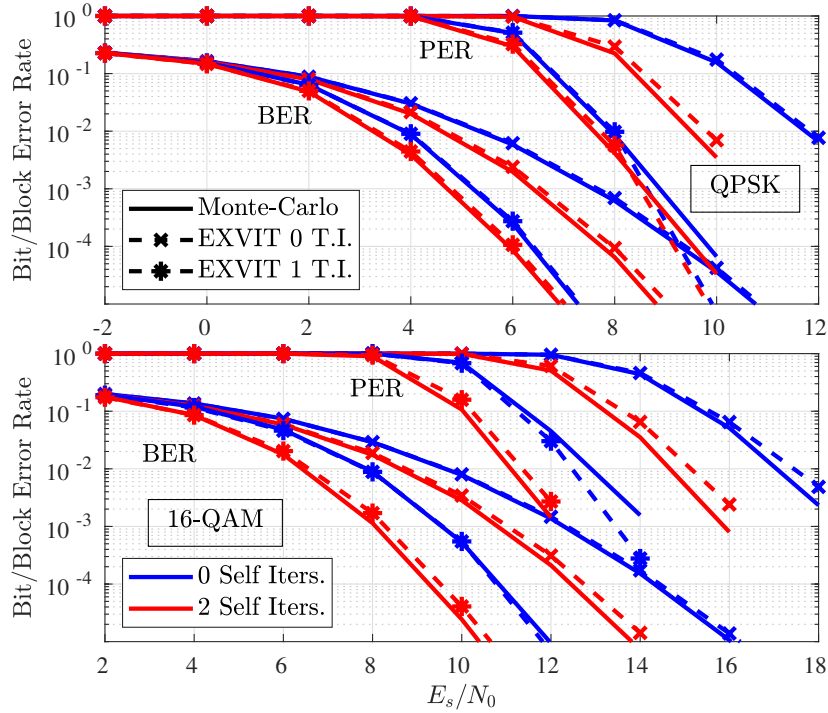 Bit/Block Error Rate
10^0
10^-1
10^-2
10^-3
10^-4
PER
BER
QPSK
Monte-Carlo
EXVIT 0 T.I.
EXVIT 1 T.I.
-2 0 2 4 6 8 10 12
Bit/Block Error Rate
10^0
10^-1
10^-2
10^-3
10^-4
PER
BER
16-QAM
0 Self Iters.
2 Self Iters.
2 4 6 8 10 12 14 16 18
E_s/N_0